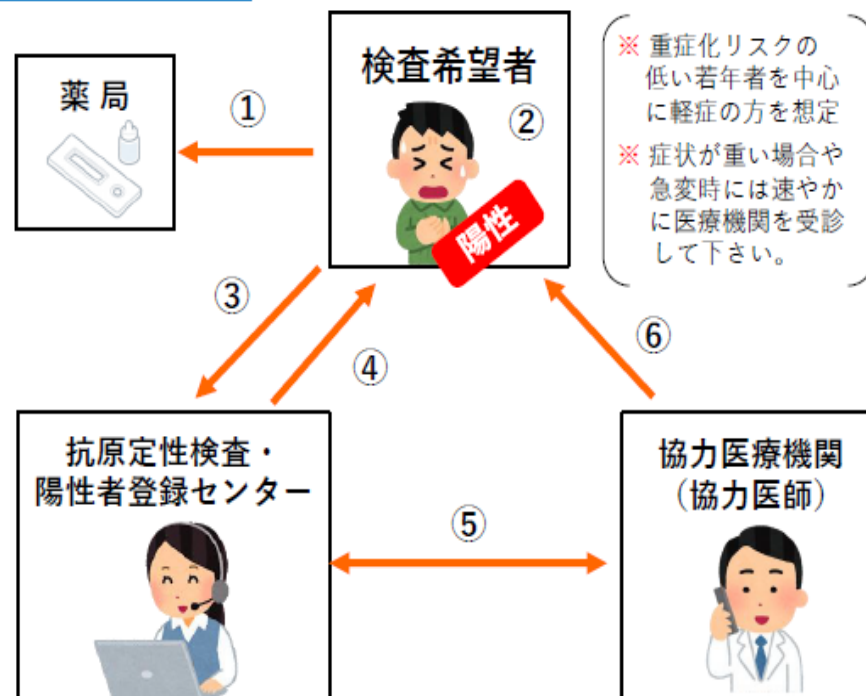 薬 局
①
検査希望者
②
陽性
※ 重症化リスクの
低い若年者を中心
に軽症の方を想定
※ 症状が重い場合や
急変時には速やか
に医療機関を受診
して下さい。
③
④
⑥
抗原定性検査・
陽性者登録センター
⑤
協力医療機関
（協力医師）